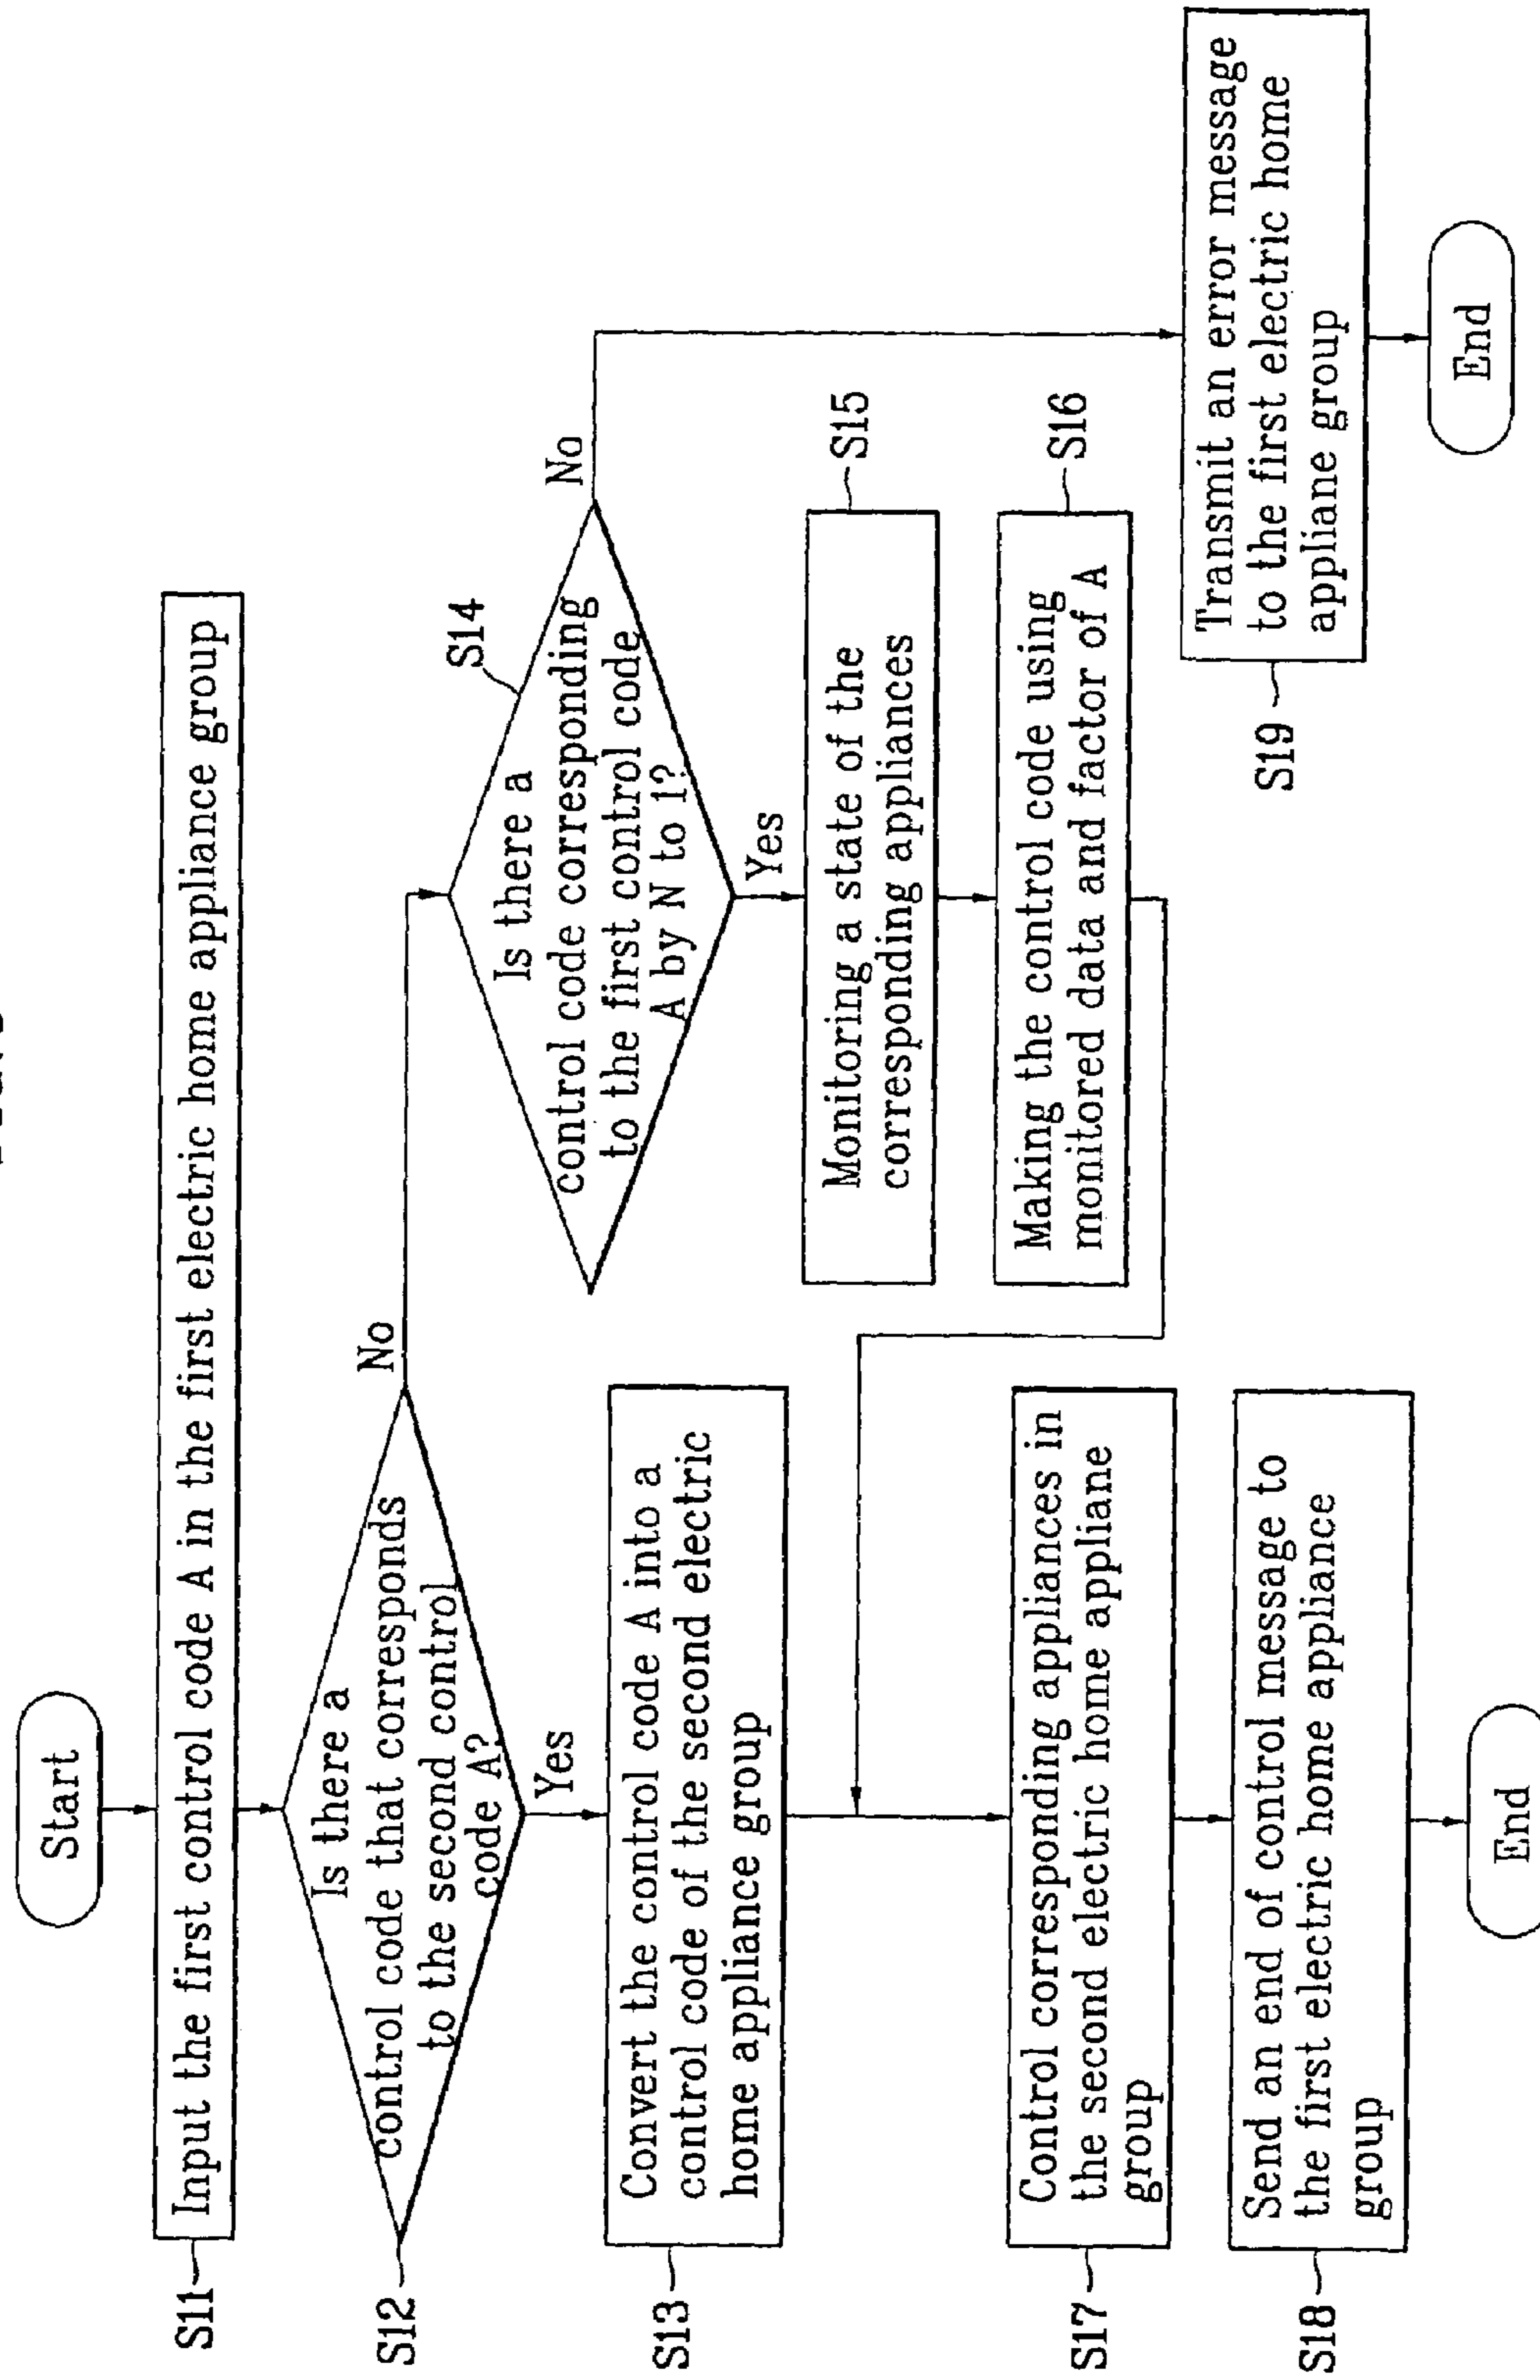 Start
S11
Input the first control code A in the first electric home appliance group
S12
Is there a
control code that corresponds
to the second control
code A?
No
Yes
S13
Convert the control code A into a
control code of the second electric
home appliance group
S14
Is there a
control code corresponding
to the first control code
A by N to 1?
No
Yes
S15
Monitoring a state of the
corresponding appliances
S16
Making the control code using
monitored data and factor of A
S17
Control corresponding appliances in
the second electric home appliane
group
S18
Send an end of control message to
the first electric home appliance
group
End
S19
Transmit an error message
to the first electric home
appliane group
End